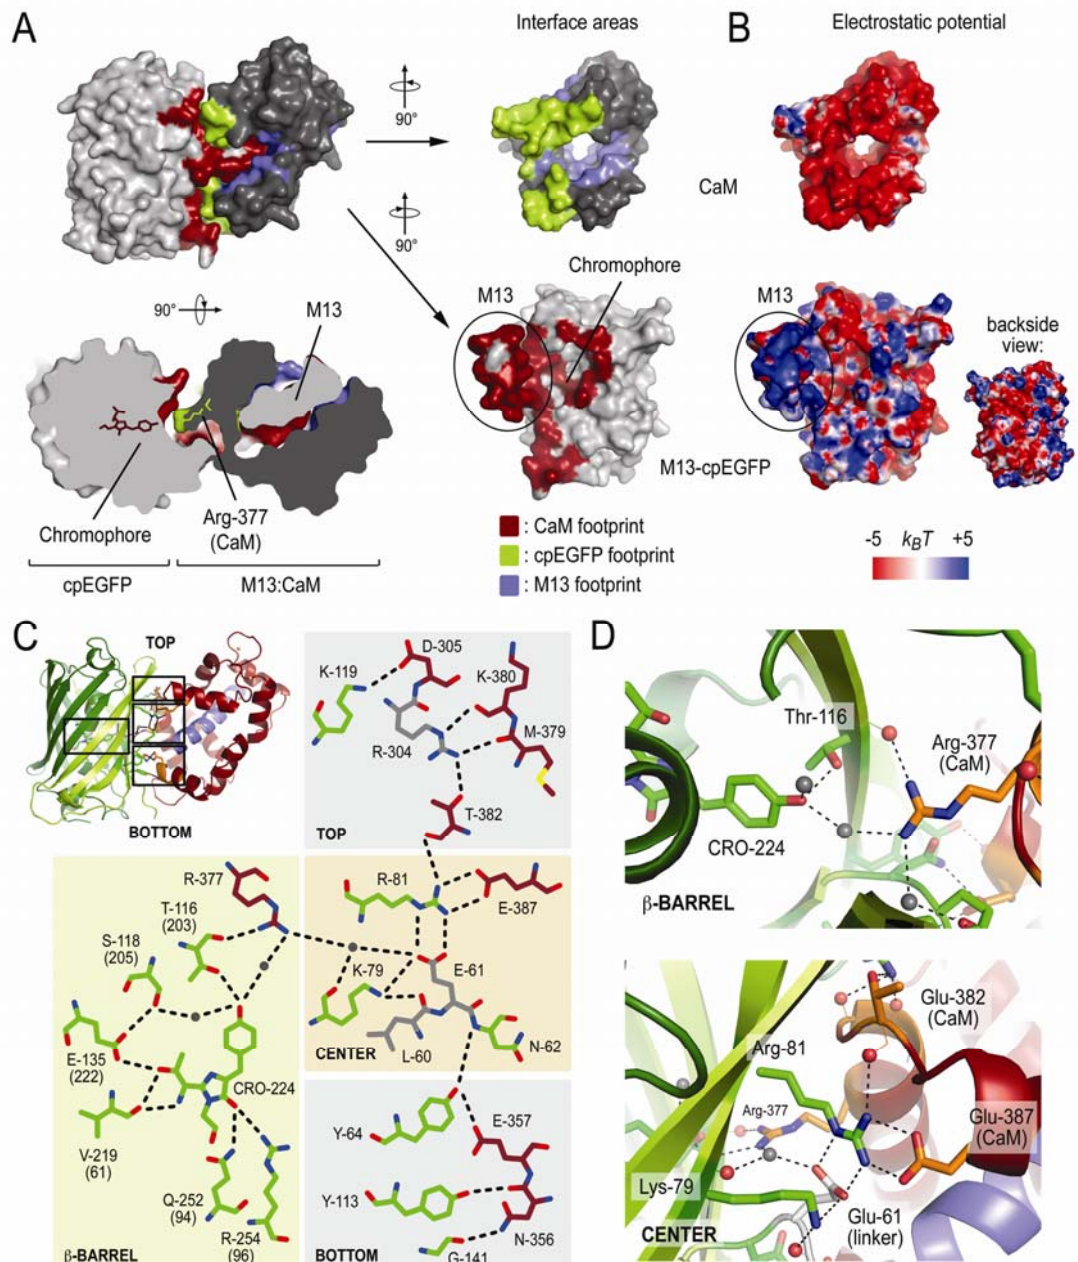 A
Interface areas
B
Electrostatic potential
90°
90°
CaM
Chromophore
M13
M13
backside
view:
90°
M13
M13-cpEGFP
Chromophore
Arg-377
(CaM)
cpEGFP
M13:CaM
: CaM footprint
: cpEGFP footprint
: M13 footprint
-5 kBT +5
C
TOP
BOTTOM
D-305
K-119
K-380
R-304
M-379
T-382
TOP
R-377
T-116
(203)
S-118
(205)
E-135
(222)
CRO-224
V-219
(61)
Q-252
(94)
R-254
(96)
β-BARREL
R-81
E-387
K-79
E-61
L-60
N-62
CENTER
Y-64
E-357
Y-113
N-356
G-141
BOTTOM
D
Thr-116
Arg-377
(CaM)
CRO-224
β-BARREL
Glu-382
(CaM)
Arg-81
Arg-377
Glu-387
(CaM)
Lys-79
Glu-61
(linker)
CENTER